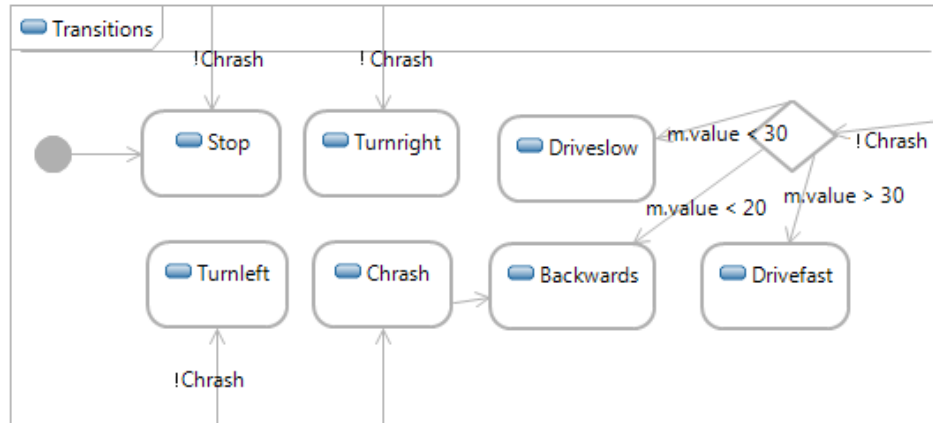 Transitions
! Chrash
! Chrash
Stop
Turnright
Driveslow
m.value < 30
! Chrash
m.value < 20
m.value > 30
Turnleft
Chrash
Backwards
Drivefast
!Chrash